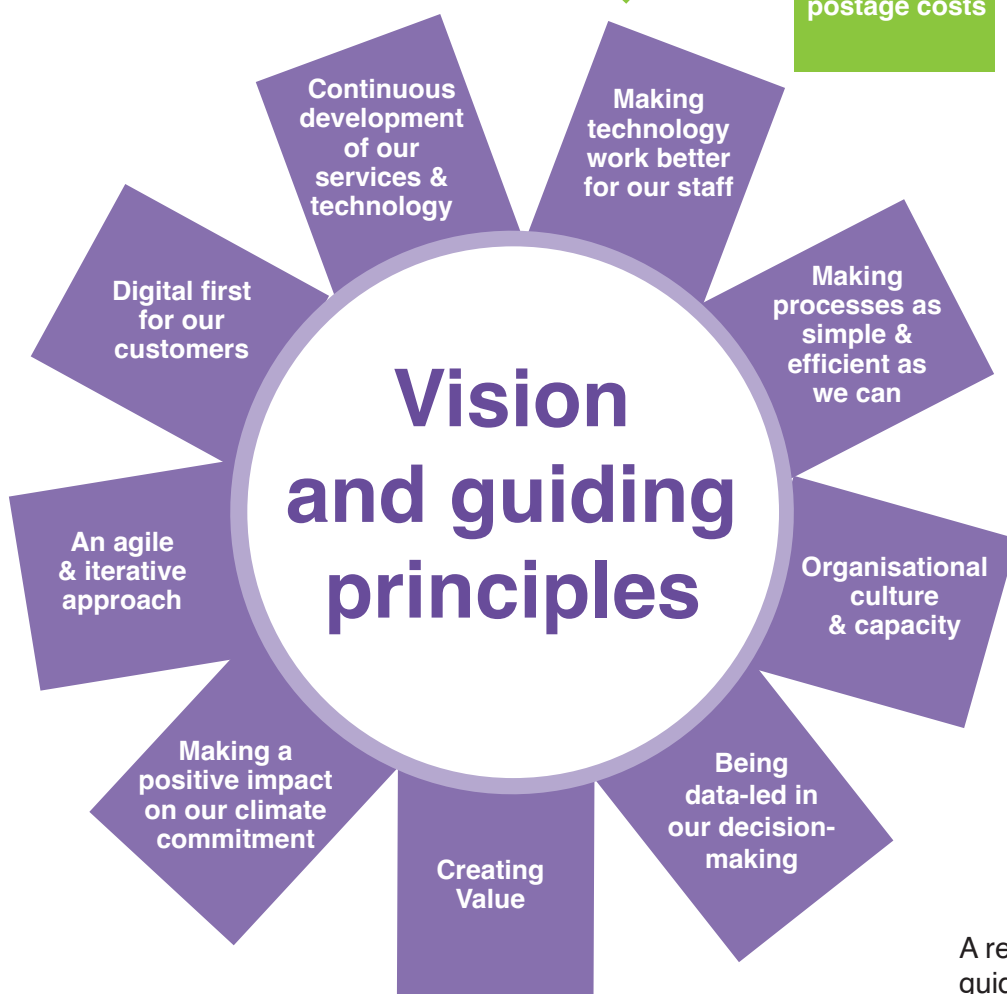 postage costs
Continuous
development
of our
services &
technology
Making
technology
work better
for our staff
Digital first
for our
customers
Making
processes as
simple &
efficient as
we can
Vision
and guiding
principles
An agile
& iterative
approach
Organisational
culture
& capacity
Making a
positive impact
on our climate
commitment
Being
data-led in
our decision-
making
Creating
Value
A